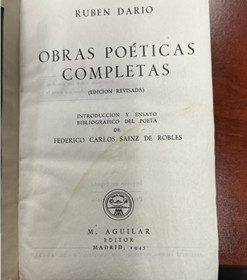 RUBEN DARIO
OBRAS POÉTICAS
COMPLETAS
(EDICION REVISADA)
INTRODUCCION Y ENSAYO
BIBLIOGRAFICO DEL POETA
DE
FEDERICO CARLOS SAINZ DE ROBLES
M. AGUILAR
EDITOR
MADRID, 1945